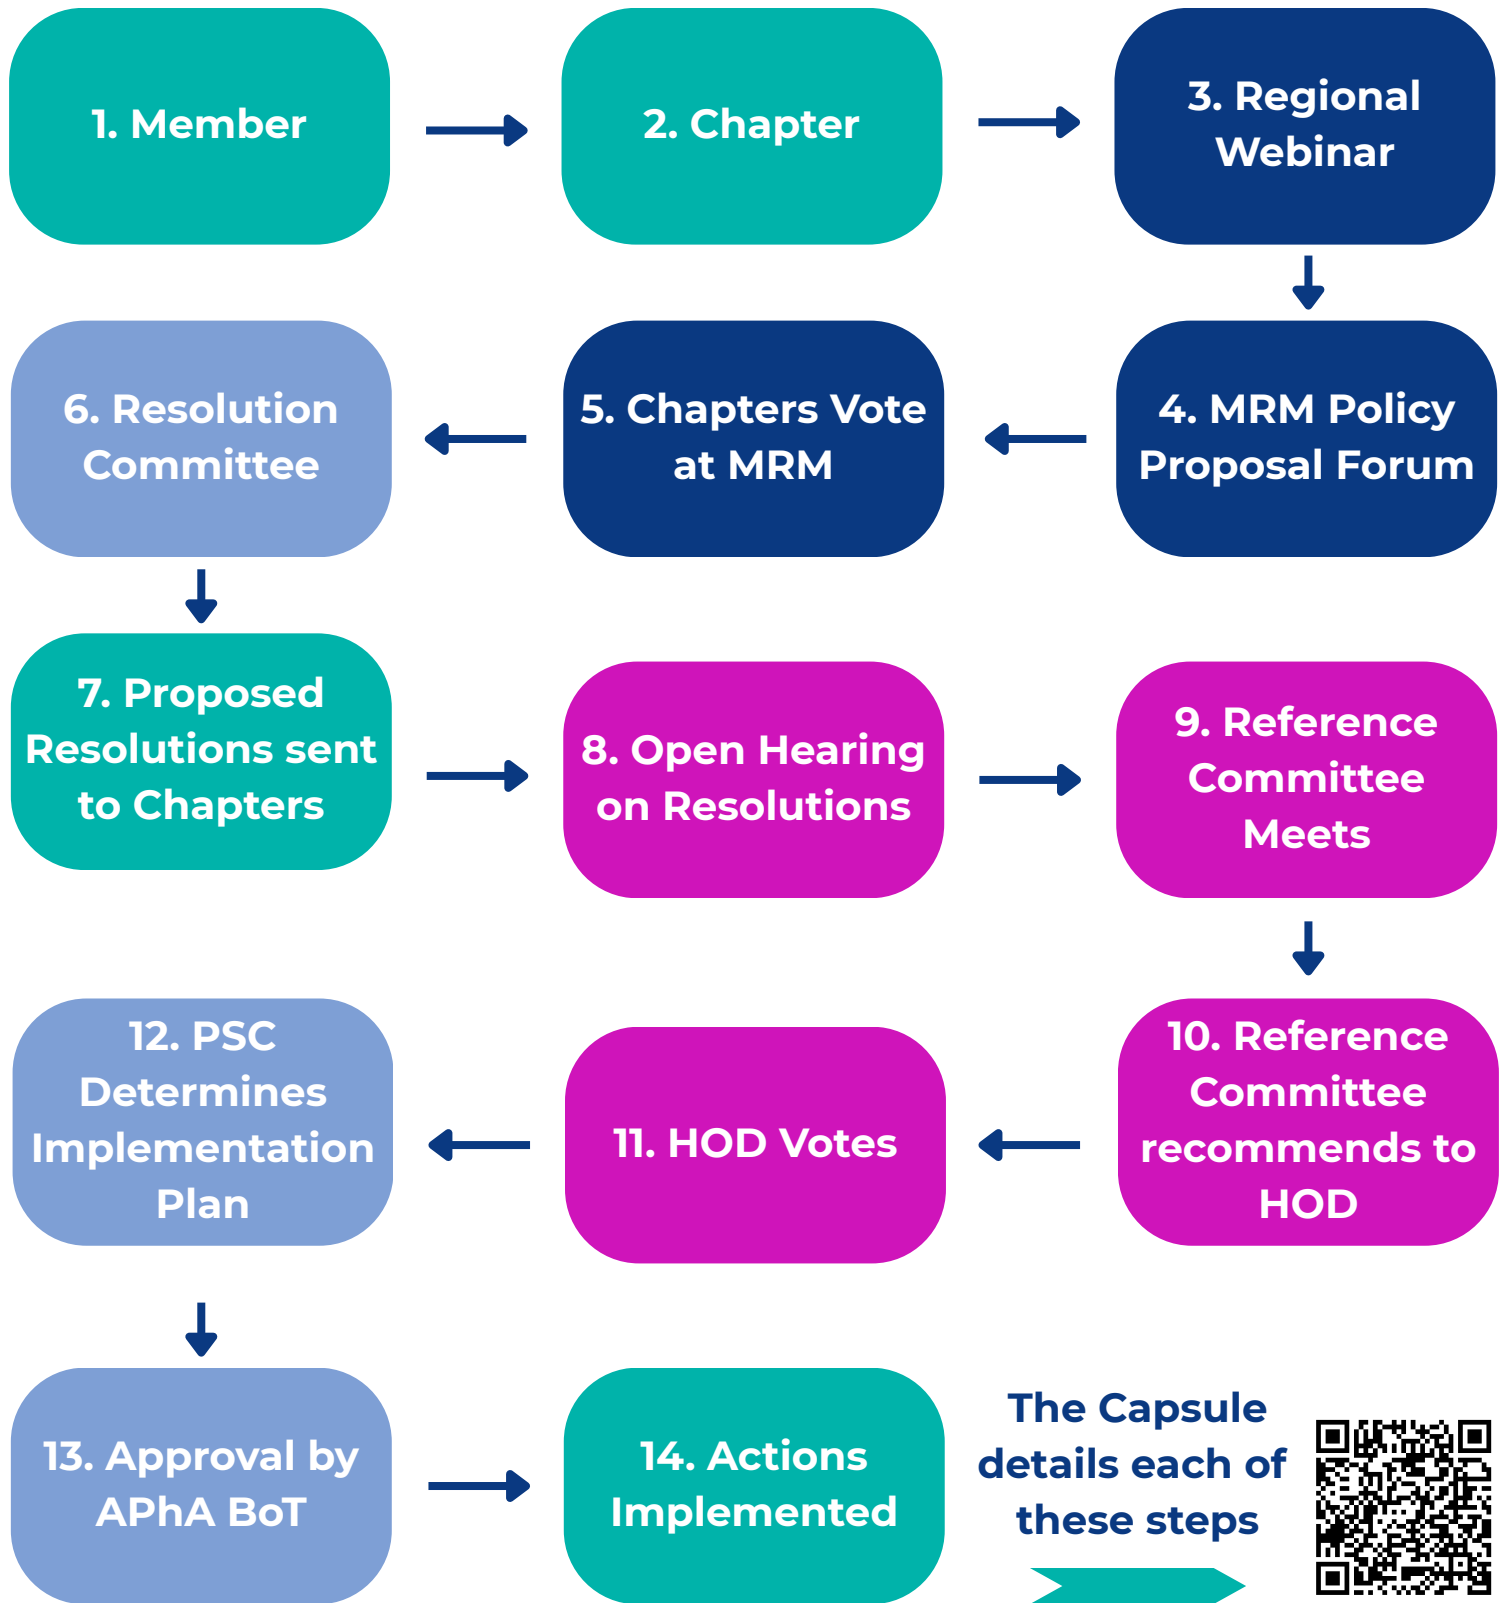 1. Member
2. Chapter
3. Regional
Webinar
4. MRM Policy
Proposal Forum
5. Chapters Vote
at MRM
6. Resolution
Committee
7. Proposed
Resolutions sent
to Chapters
8. Open Hearing
on Resolutions
9. Reference
Committee
Meets
10. Reference
Committee
recommends to
HOD
11. HOD Votes
12. PSC
Determines
Implementation
Plan
13. Approval by
APhA BoT
14. Actions
Implemented
The Capsule
details each of
these steps